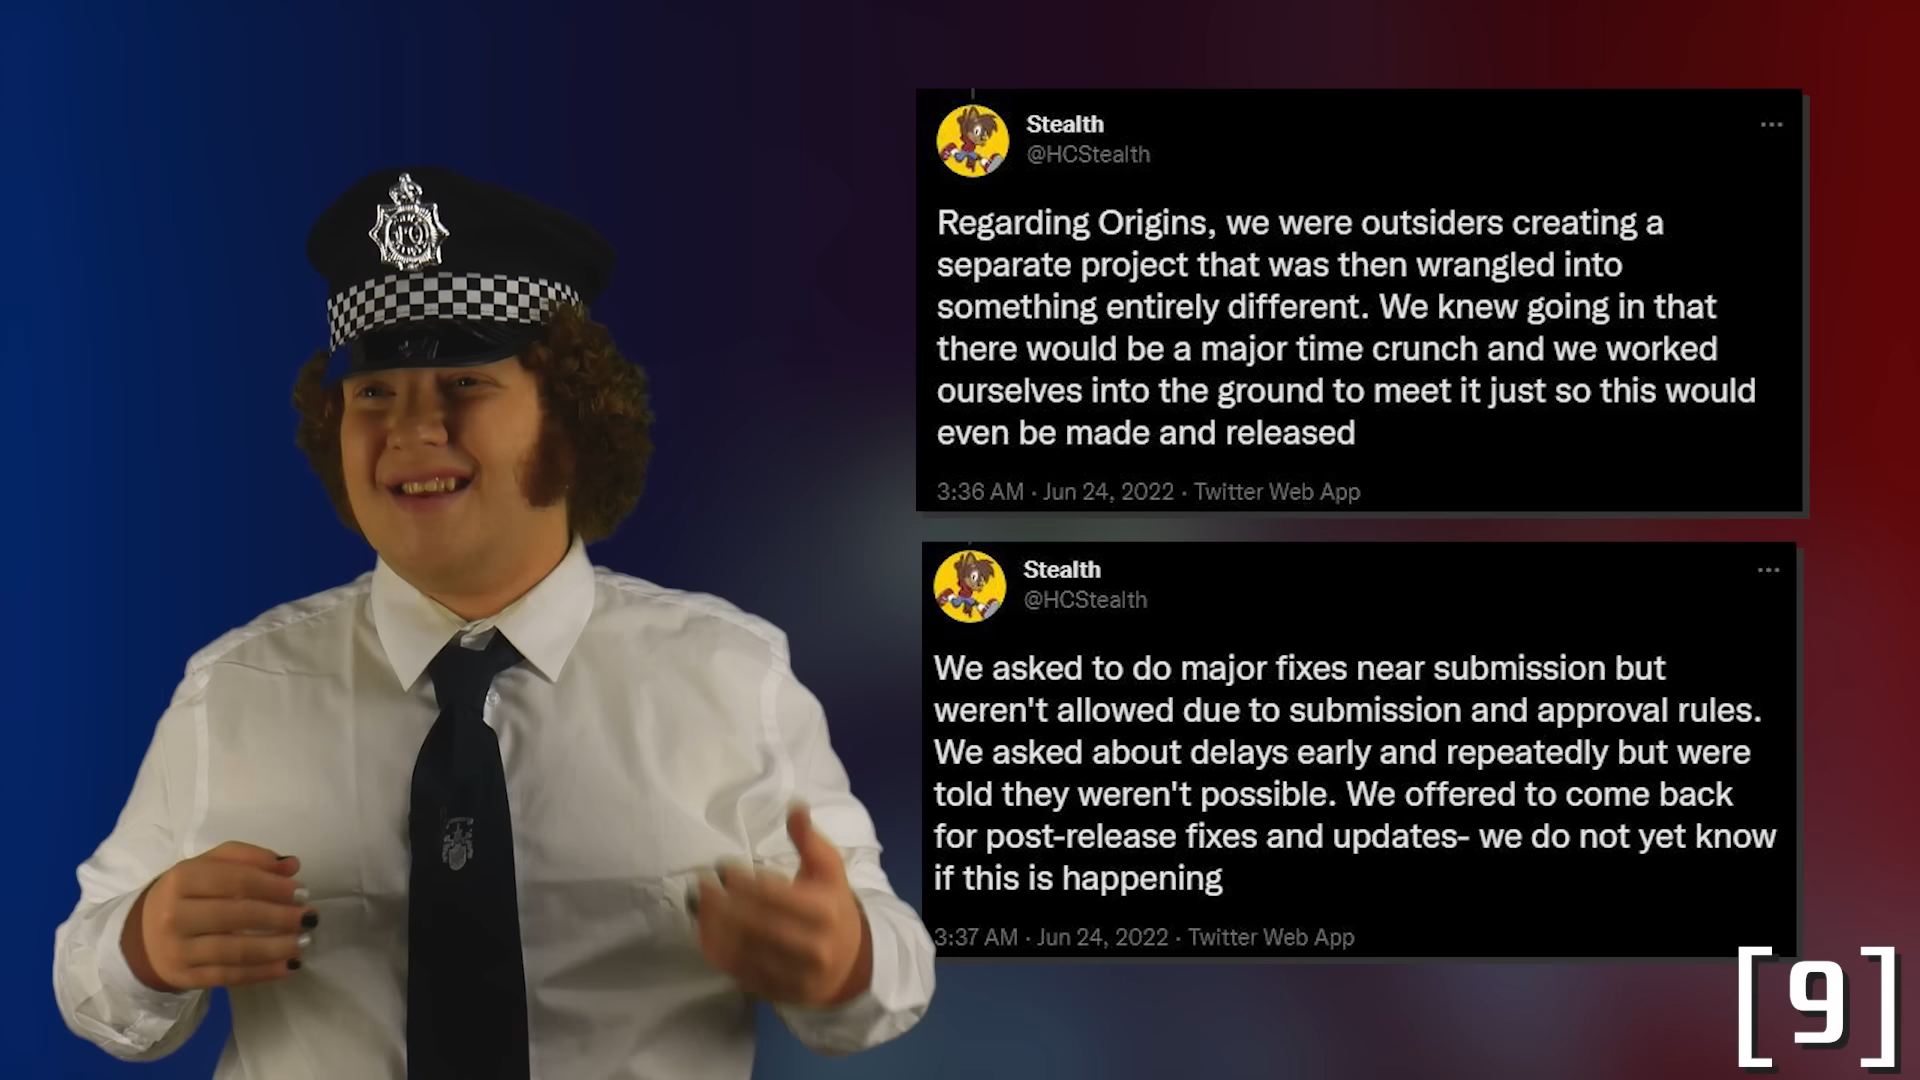 Stealth
@HCStealth
Regarding Origins, we were outsiders creating a
separate project that was then wrangled into
something entirely different. We knew going in that
there would be a major time crunch and we worked
ourselves into the ground to meet it just so this would
even be made and released
3:36 AM · Jun 24, 2022 · Twitter Web App
Stealth
@HCStealth
We asked to do major fixes near submission but
weren't allowed due to submission and approval rules.
We asked about delays early and repeatedly but were
told they weren't possible. We offered to come back
for post-release fixes and updates- we do not yet know
if this is happening
3:37 AM · Jun 24, 2022 · Twitter Web App
[9]